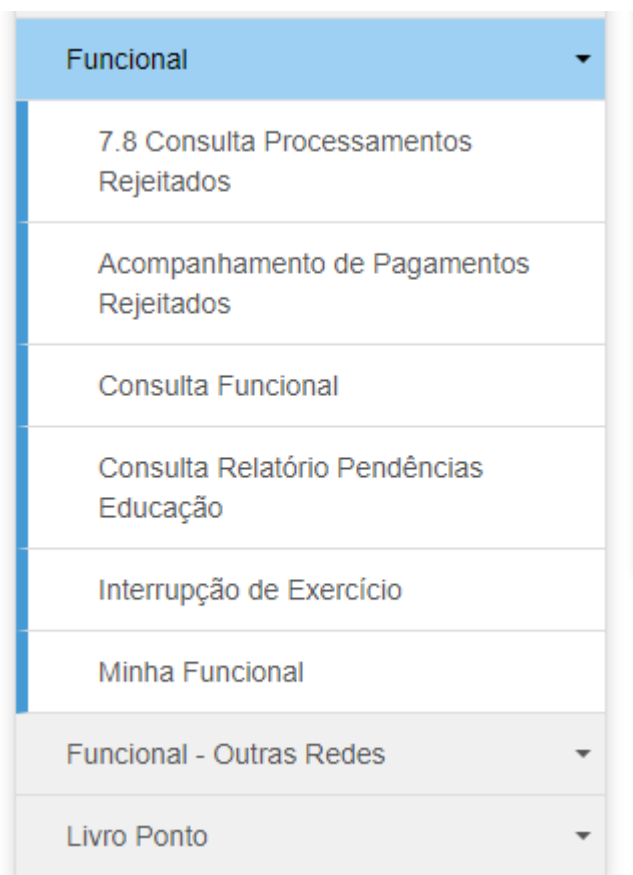 Funcional
7.8 Consulta Processamentos
Rejeitados
Acompanhamento de Pagamentos
Rejeitados
Consulta Funcional
Consulta Relatório Pendências
Educação
Interrupção de Exercício
Minha Funcional
Funcional - Outras Redes
Livro Ponto